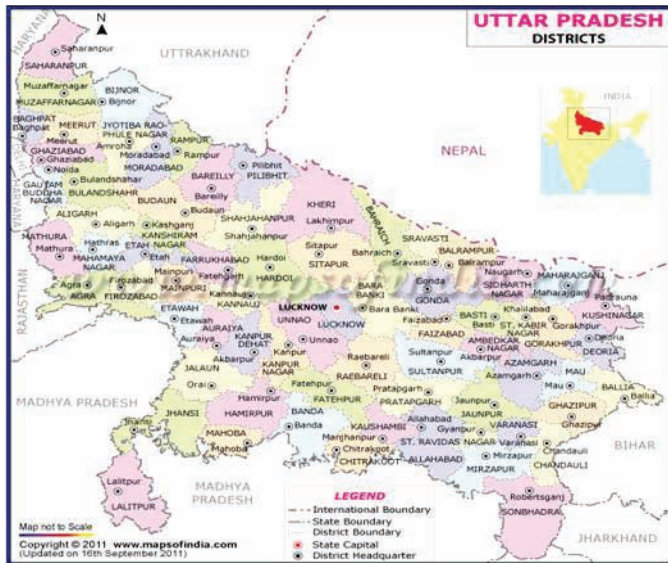 UTTAR PRADESH
DISTRICTS
N
HARYANA
Saharanpur
SAHARANPUR
UTTRAKHAND
INDIA
Muzaffarnagar
MUZAFFARNAGAR
BIJNOR
Bijnor
BAGHPAT
Baghpat
MEERUT
Meerut
JYOTIBA RAO-
PHULE NAGAR
Amroha
RAMPUR
Rampur
GHAZIABAD
Ghaziabad
Noida
Moradabad
MORADABAD
Pilibhit
PILIBHIT
NEPAL
GAUTAM
BUDDHA
NAGAR
Bulandshahar
BULANDSHAHR
BAREILLY
Bareilly
HARYANA
ALIGARH
Aligarh
BUDAUN
Budaun
KHERI
Lakhimpur
BAHRAICH
Bahraich
MATHURA
Mathura
Hathras
MAHAMAYA
NAGAR
Kashganj
KANSHIRAM
NAGAR
ETAH
Etah
SHAHJAHANPUR
Shahjahanpur
Sitapur
SITAPUR
SRAVASTI
Sravasti
BALRAMPUR
Balrampur
FARRUKHABAD
Fatehgarh
Hardoi
HARDOI
Gonda
GONDA
Naugarh
SIDHARTH
NAGAR
MAHARAJGANJ
Maharajganj
Padrauna
KUSHINAGAR
RAJASTHAN
Agra
AGRA
Firozabad
FIROZABAD
Mainpuri
MAINPURI
Kannauj
KANNAUJ
LUCKNOW
LUCKNOW
BARA
BANKI
Bara Banki
Faizabad
FAIZABAD
BASTI
Basti
Khalilabad
ST. KABIR
NAGAR
Gorakhpur
GORAKHPUR
Deoria
DEORIA
ETAWAH
Etawah
AURAIYA
Auraiya
KANPUR
DEHAT
Akbarpur
UNNAO
Unnao
Kanpur
KANPUR
NAGAR
Raebareli
RAEBARELI
Sultanpur
SULTANPUR
AMBEDKAR
NAGAR
Akbarpur
AZAMGARH
Azamgarh
MAU
Mau
BALLIA
Ballia
MADHYA PRADESH
JALAUN
Orai
Hamirpur
HAMIRPUR
Fatehpur
FATEHPUR
Pratapgarh
PRATAPGARH
Jaunpur
JAUNPUR
GHAZIPUR
Ghazipur
JHANSI
Jhansi
MAHOBA
Mahoba
BANDA
Banda
KAUSHAMBI
Manjhanpur
Chitrakoot
CHITRAKOOT
Allahabad
ALLAHABAD
Gyanpur
ST. RAVIDAS NAGAR
VARANASI
Varanasi
Mirzapur
MIRZAPUR
Chandauli
CHANDAULI
BIHAR
Lalitpur
LALITPUR
MADHYA
PRADESH
Robertsganj
SONBHADRA
JHARKHAND
LEGEND
International Boundary
State Boundary
District Boundary
State Capital
District Headquarter
Map not to Scale
Copyright © 2011 www.mapsofindia.com
(Updated on 16th September 2011)